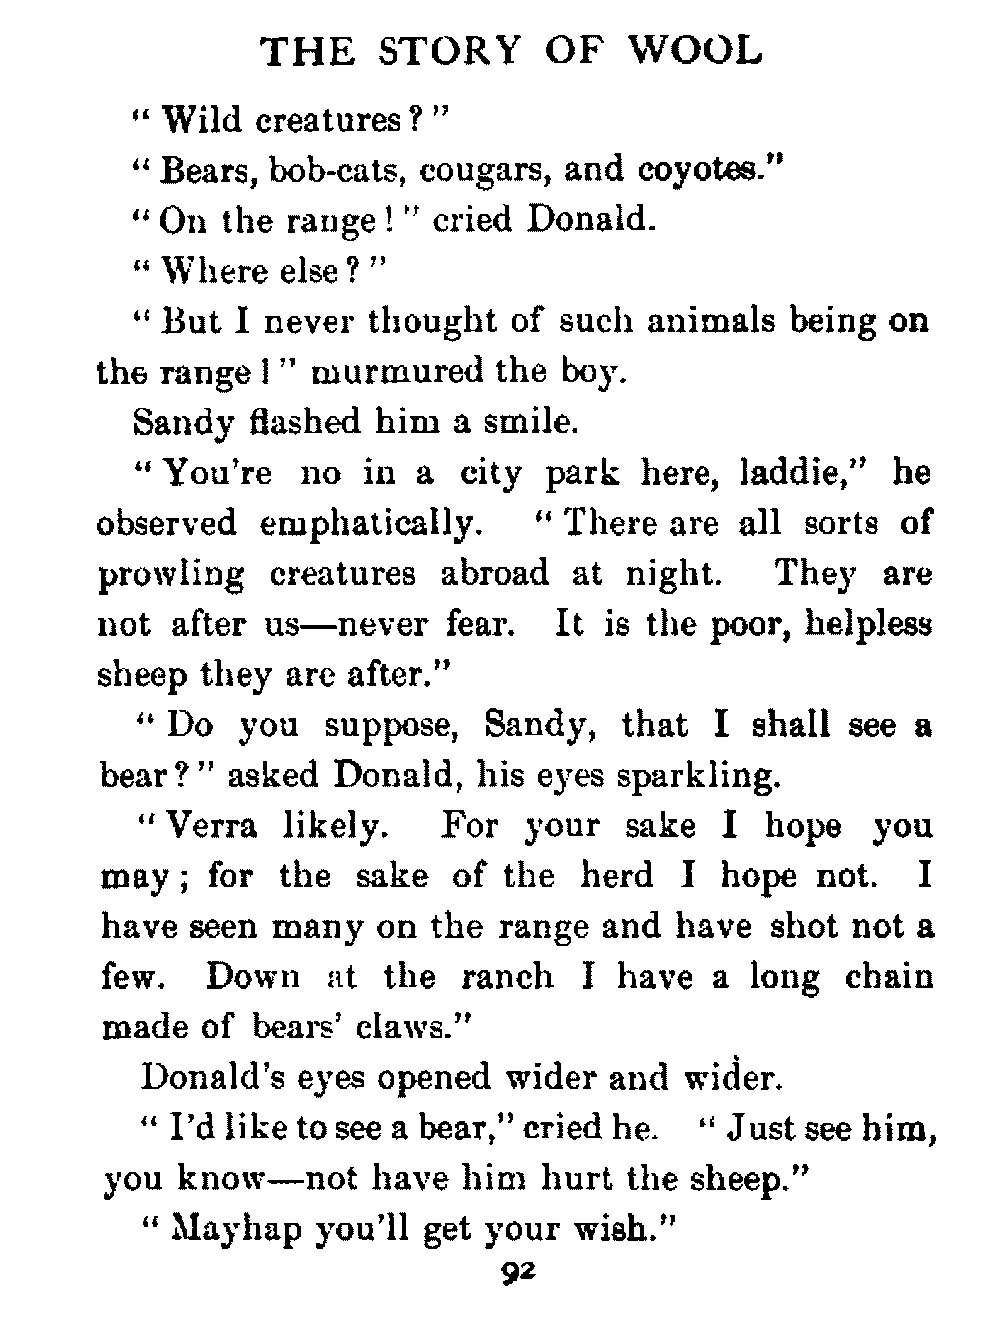 THE STORY OF WOOL
“ Wild creatures ? ”
“ Bears, bob-cats, cougars, and coyotes.”
“ On the range ! ” cried Donald.
“ Where else ? ”
“ But I never thought of such animals being on
the range ! ” murmured the boy.
Sandy flashed him a smile.
“ You’re no in a city park here, laddie,” he
observed emphatically. “ There are all sorts of
prowling creatures abroad at night. They are
not after us—never fear. It is the poor, helpless
sheep they are after.”
“ Do you suppose, Sandy, that I shall see a
bear ? ” asked Donald, his eyes sparkling.
“ Verra likely. For your sake I hope you
may ; for the sake of the herd I hope not. I
have seen many on the range and have shot not a
few. Down at the ranch I have a long chain
made of bears’ claws.”
Donald’s eyes opened wider and wider.
“ I’d like to see a bear,” cried he. “ Just see him,
you know—not have him hurt the sheep.”
“ Mayhap you’ll get your wish.”
92